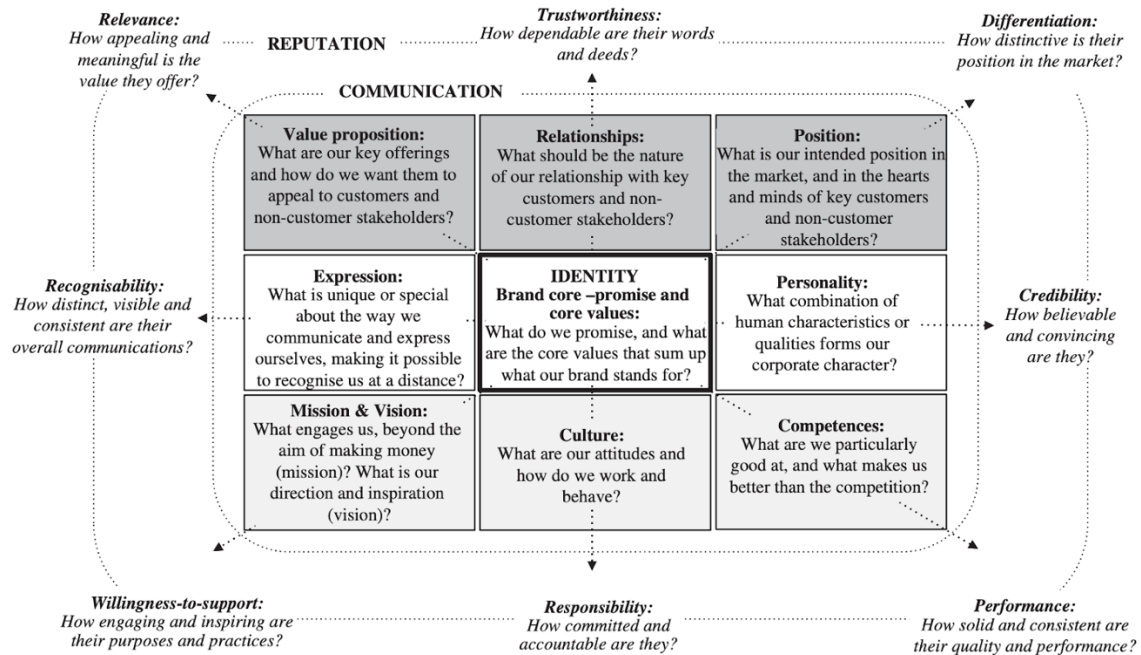 Relevance:
How appealing and
meaningful is the
value they offer?
REPUTATION
Trustworthiness:
How dependable are their words
and deeds?
Differentiation:
How distinctive is their
position in the market?
COMMUNICATION
Value proposition:
What are our key offerings
and how do we want them to
appeal to customers and
non-customer stakeholders?
Relationships:
What should be the nature
of our relationship with key
customers and non-
customer stakeholders?
Position:
What is our intended position in
the market, and in the hearts
and minds of key customers
and non-customer
stakeholders?
Recognisability:
How distinct, visible and
consistent are their
overall communications?
Expression:
What is unique or special
about the way we
communicate and express
ourselves, making it possible
to recognise us at a distance?
IDENTITY
Brand core –promise and
core values:
What do we promise, and what
are the core values that sum up
what our brand stands for?
Personality:
What combination of
human characteristics or
qualities forms our
corporate character?
Credibility:
How believable
and convincing
are they?
Mission & Vision:
What engages us, beyond the
aim of making money
(mission)? What is our
direction and inspiration
(vision)?
Culture:
What are our attitudes and
how do we work and
behave?
Competences:
What are we particularly
good at, and what makes us
better than the competition?
Willingness-to-support:
How engaging and inspiring are
their purposes and practices?
Responsibility:
How committed and
accountable are they?
Performance:
How solid and consistent are
their quality and performance?